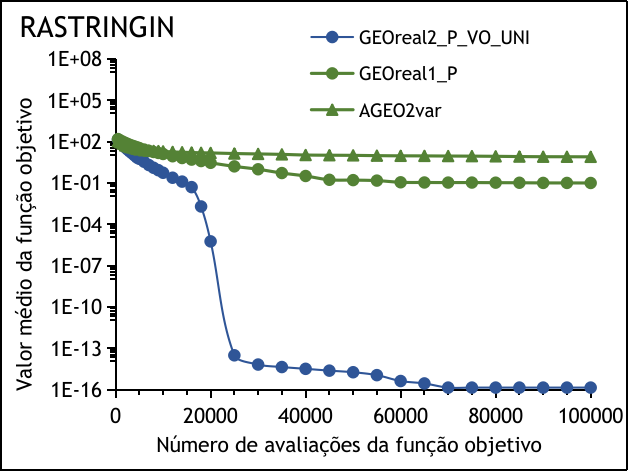 RASTRINGIN
GEOreal2_P_VO_UNI
GEOreal1_P
AGEO2var
Valor médio da função objetivo
1E+08
1E+05
1E+02
1E-01
1E-04
1E-07
1E-10
1E-13
1E-16
0 20000 40000 60000 80000 100000
Número de avaliações da função objetivo